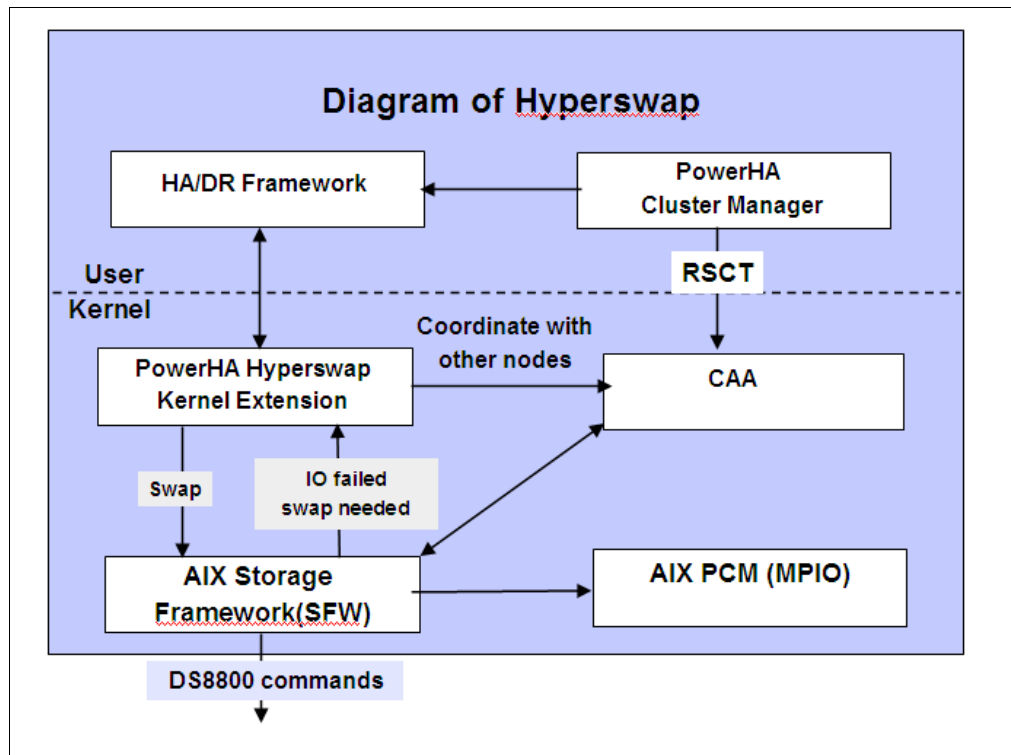 Diagram of Hyperswap
HA/DR Framework
PowerHA
Cluster Manager
RSCT
User
Kernel
Coordinate with
other nodes
PowerHA Hyperswap
Kernel Extension
CAA
Swap
IO failed
swap needed
AIX Storage
Framework(SFW)
AIX PCM (MPIO)
DS8800 commands